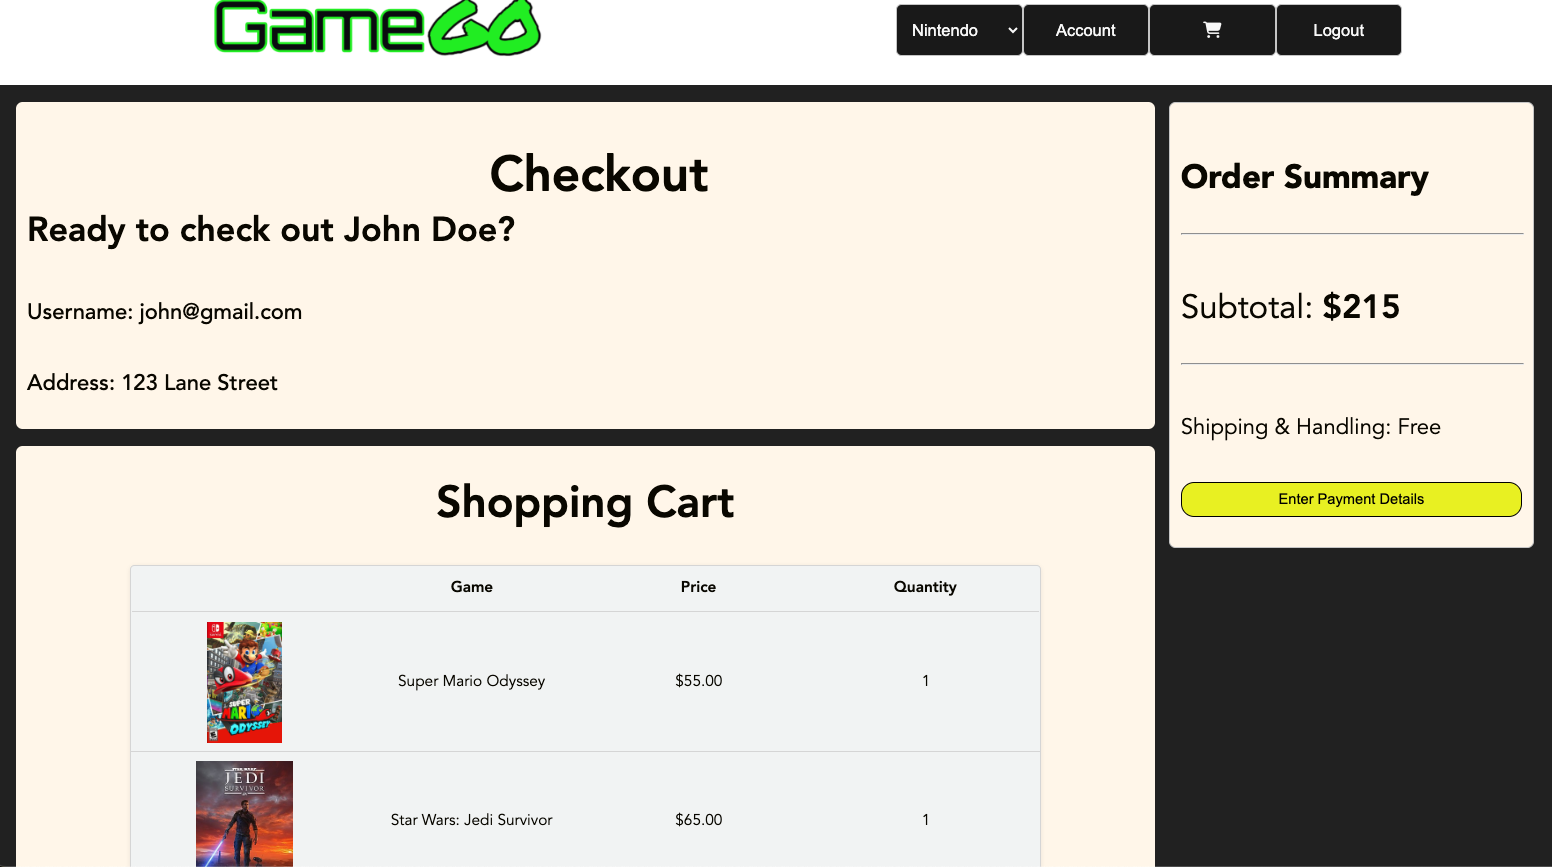 GameGO
Nintendo
Account
Logout
Checkout
Ready to check out John Doe?
Username: john@gmail.com
Address: 123 Lane Street
Order Summary
Subtotal: $215
Shipping & Handling: Free
Enter Payment Details
Shopping Cart
Game Price Quantity
SUPER
MARIO
ODYSSEY
Super Mario Odyssey $55.00 1
STAR WARS
JEDI
SURVIVOR
Star Wars: Jedi Survivor $65.00 1